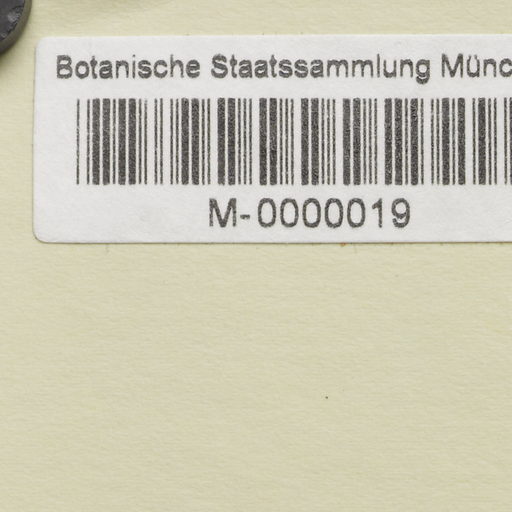 Botanische Staatssammlung Münc
M-0000019